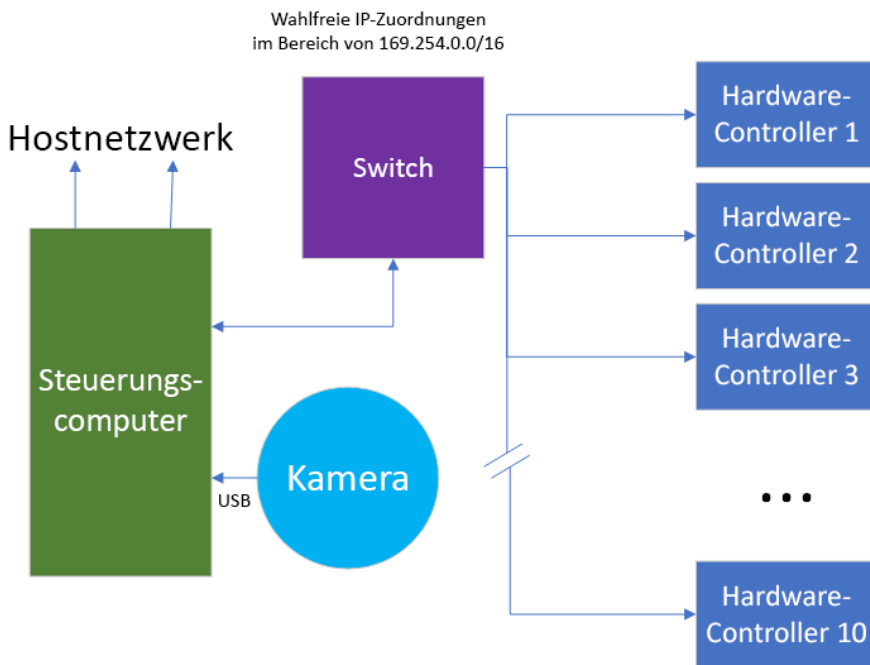 Wahlfreie IP-Zuordnungen
im Bereich von 169.254.0.0/16
Hostnetzwerk
Switch
Hardware-
Controller 1
Hardware-
Controller 2
Hardware-
Controller 3
Steuerungs-
computer
Kamera
USB
...
Hardware-
Controller 10